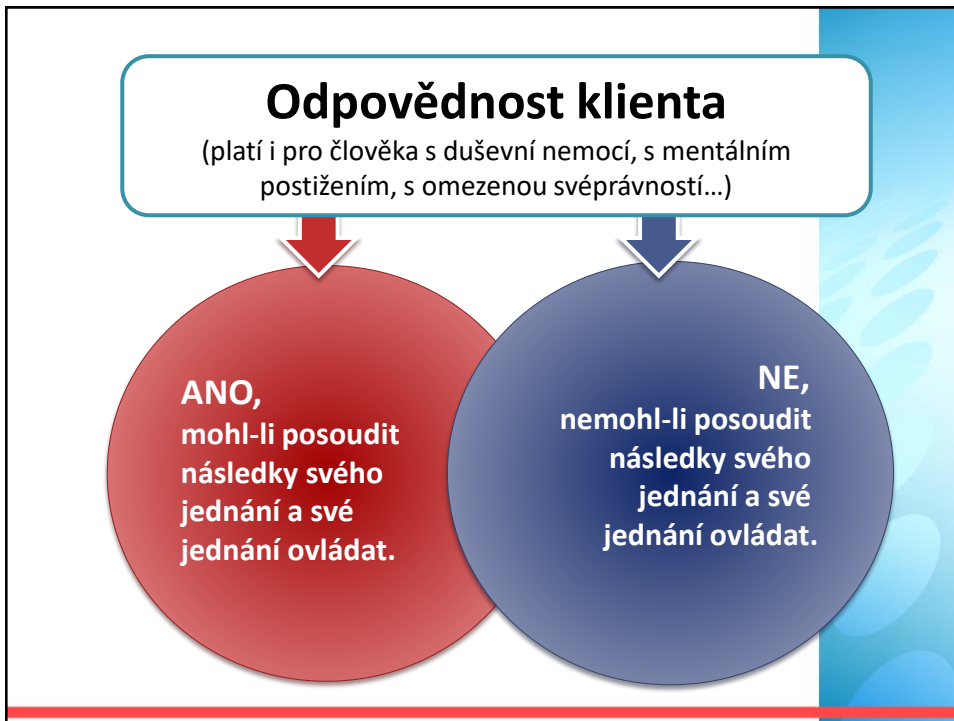 Odpovědnost klienta
(platí i pro člověka s duševní nemocí, s mentálním
postižením, s omezenou svéprávností…)
ANO,
mohl-li posoudit
následky svého
jednání a své
jednání ovládat.
NE,
nemohl-li posoudit
následky svého
jednání a své
jednání ovládat.